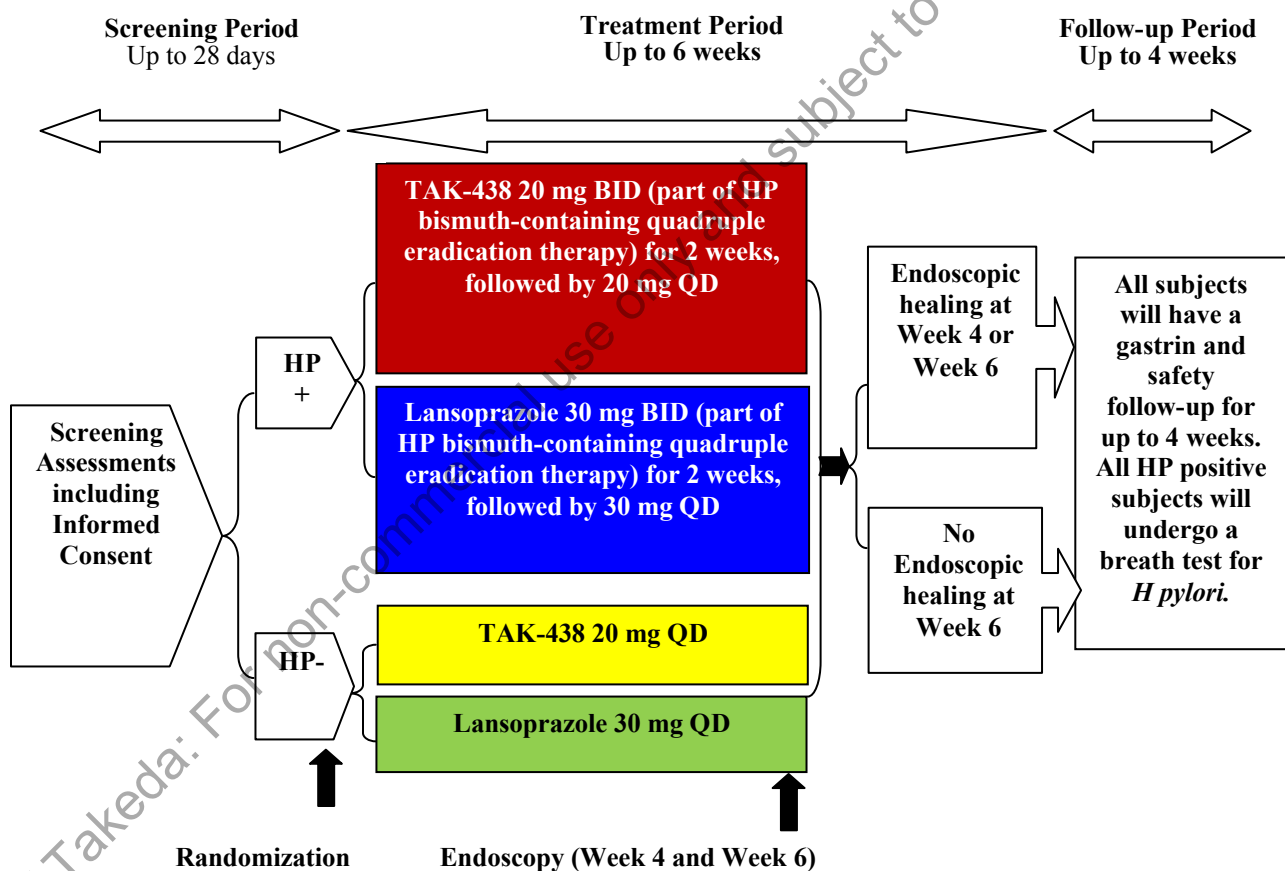 Screening Period
Up to 28 days
Treatment Period
Up to 6 weeks
Follow-up Period
Up to 4 weeks
Screening
Assessments
including
Informed
Consent
HP
+
HP-
TAK-438 20 mg BID (part of HP
bismuth-containing quadruple
eradication therapy) for 2 weeks,
followed by 20 mg QD
Lansoprazole 30 mg BID (part of
HP bismuth-containing quadruple
eradication therapy) for 2 weeks,
followed by 30 mg QD
TAK-438 20 mg QD
Lansoprazole 30 mg QD
Endoscopic
healing at
Week 4 or
Week 6
No
Endoscopic
healing at
Week 6
All subjects
will have a
gastrin and
safety
follow-up for
up to 4 weeks.
All HP positive
subjects will
undergo a
breath test for
H pylori.
Randomization
Endoscopy (Week 4 and Week 6)
Takeda: For non-commercial use only and subject to